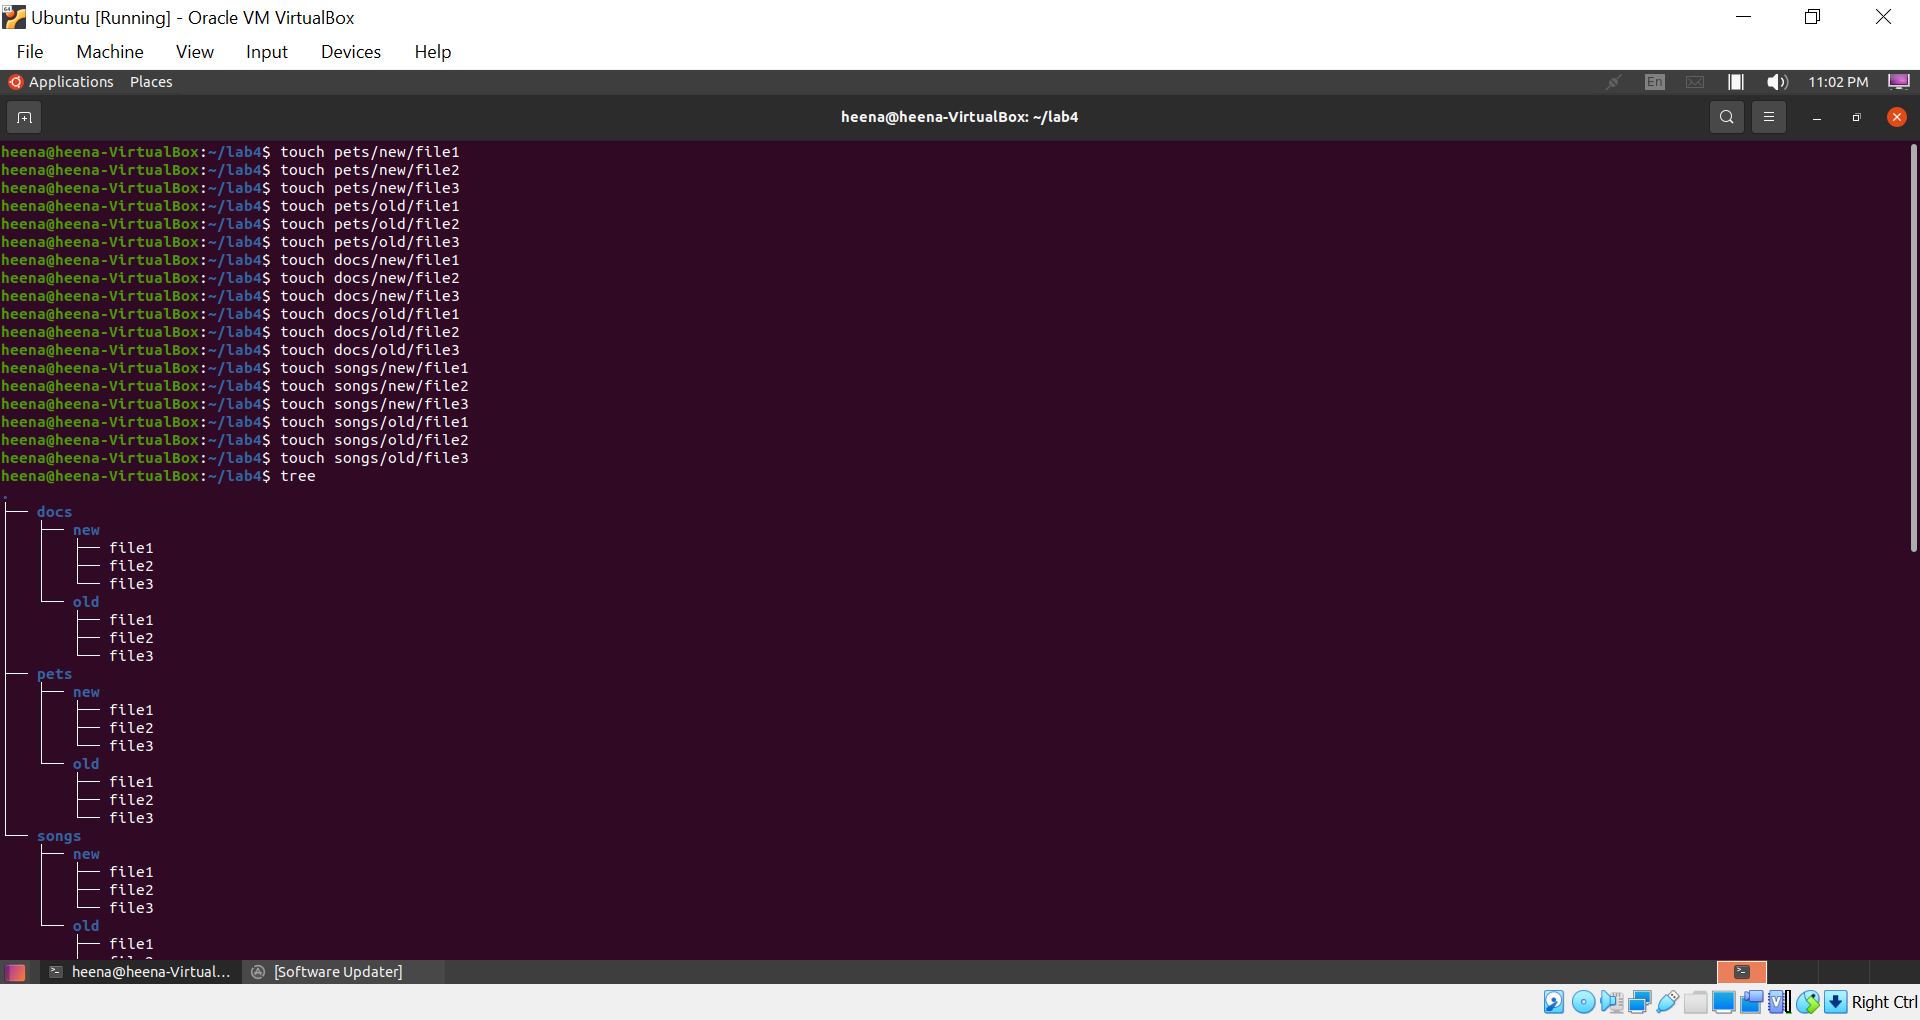 Ubuntu [Running] - Oracle VM VirtualBox
File Machine View Input Devices Help
Applications Places En 11:02 PM
heena@heena-VirtualBox: ~/lab4
heena@heena-VirtualBox:~/lab4$ touch pets/new/file1
heena@heena-VirtualBox:~/lab4$ touch pets/new/file2
heena@heena-VirtualBox:~/lab4$ touch pets/new/file3
heena@heena-VirtualBox:~/lab4$ touch pets/old/file1
heena@heena-VirtualBox:~/lab4$ touch pets/old/file2
heena@heena-VirtualBox:~/lab4$ touch pets/old/file3
heena@heena-VirtualBox:~/lab4$ touch docs/new/file1
heena@heena-VirtualBox:~/lab4$ touch docs/new/file2
heena@heena-VirtualBox:~/lab4$ touch docs/new/file3
heena@heena-VirtualBox:~/lab4$ touch docs/old/file1
heena@heena-VirtualBox:~/lab4$ touch docs/old/file2
heena@heena-VirtualBox:~/lab4$ touch docs/old/file3
heena@heena-VirtualBox:~/lab4$ touch songs/new/file1
heena@heena-VirtualBox:~/lab4$ touch songs/new/file2
heena@heena-VirtualBox:~/lab4$ touch songs/new/file3
heena@heena-VirtualBox:~/lab4$ touch songs/old/file1
heena@heena-VirtualBox:~/lab4$ touch songs/old/file2
heena@heena-VirtualBox:~/lab4$ touch songs/old/file3
heena@heena-VirtualBox:~/lab4$ tree
.
├── docs
│   ├── new
│   │   ├── file1
│   │   ├── file2
│   │   └── file3
│   └── old
│       ├── file1
│       ├── file2
│       └── file3
├── pets
│   ├── new
│   │   ├── file1
│   │   ├── file2
│   │   └── file3
│   └── old
│       ├── file1
│       ├── file2
│       └── file3
└── songs
    ├── new
    │   ├── file1
    │   ├── file2
    │   └── file3
    └── old
        ├── file1
heena@heena-Virtual... [Software Updater]
Right Ctrl